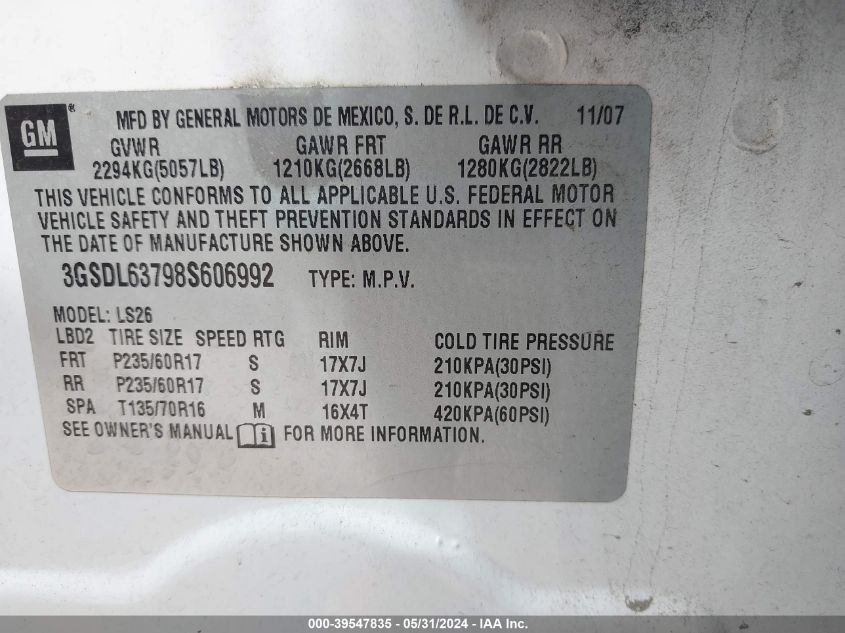 GM ® MFD BY GENERAL MOTORS DE MEXICO, S. DE R.L. DE C.V. 11/07
GVWR GAWR FRT GAWR RR
2294KG(5057LB) 1210KG(2668LB) 1280KG(2822LB)
THIS VEHICLE CONFORMS TO ALL APPLICABLE U.S. FEDERAL MOTOR
VEHICLE SAFETY AND THEFT PREVENTION STANDARDS IN EFFECT ON
THE DATE OF MANUFACTURE SHOWN ABOVE.
3GSDL63798S606992 TYPE: M.P.V.
MODEL: LS26
LBD2 TIRE SIZE SPEED RTG RIM COLD TIRE PRESSURE
FRT P235/60R17 S 17X7J 210KPA(30PSI)
RR P235/60R17 S 17X7J 210KPA(30PSI)
SPA T135/70R16 M 16X4T 420KPA(60PSI)
SEE OWNER'S MANUAL i FOR MORE INFORMATION.
000-39547835 - 05/31/2024 - IAA Inc.